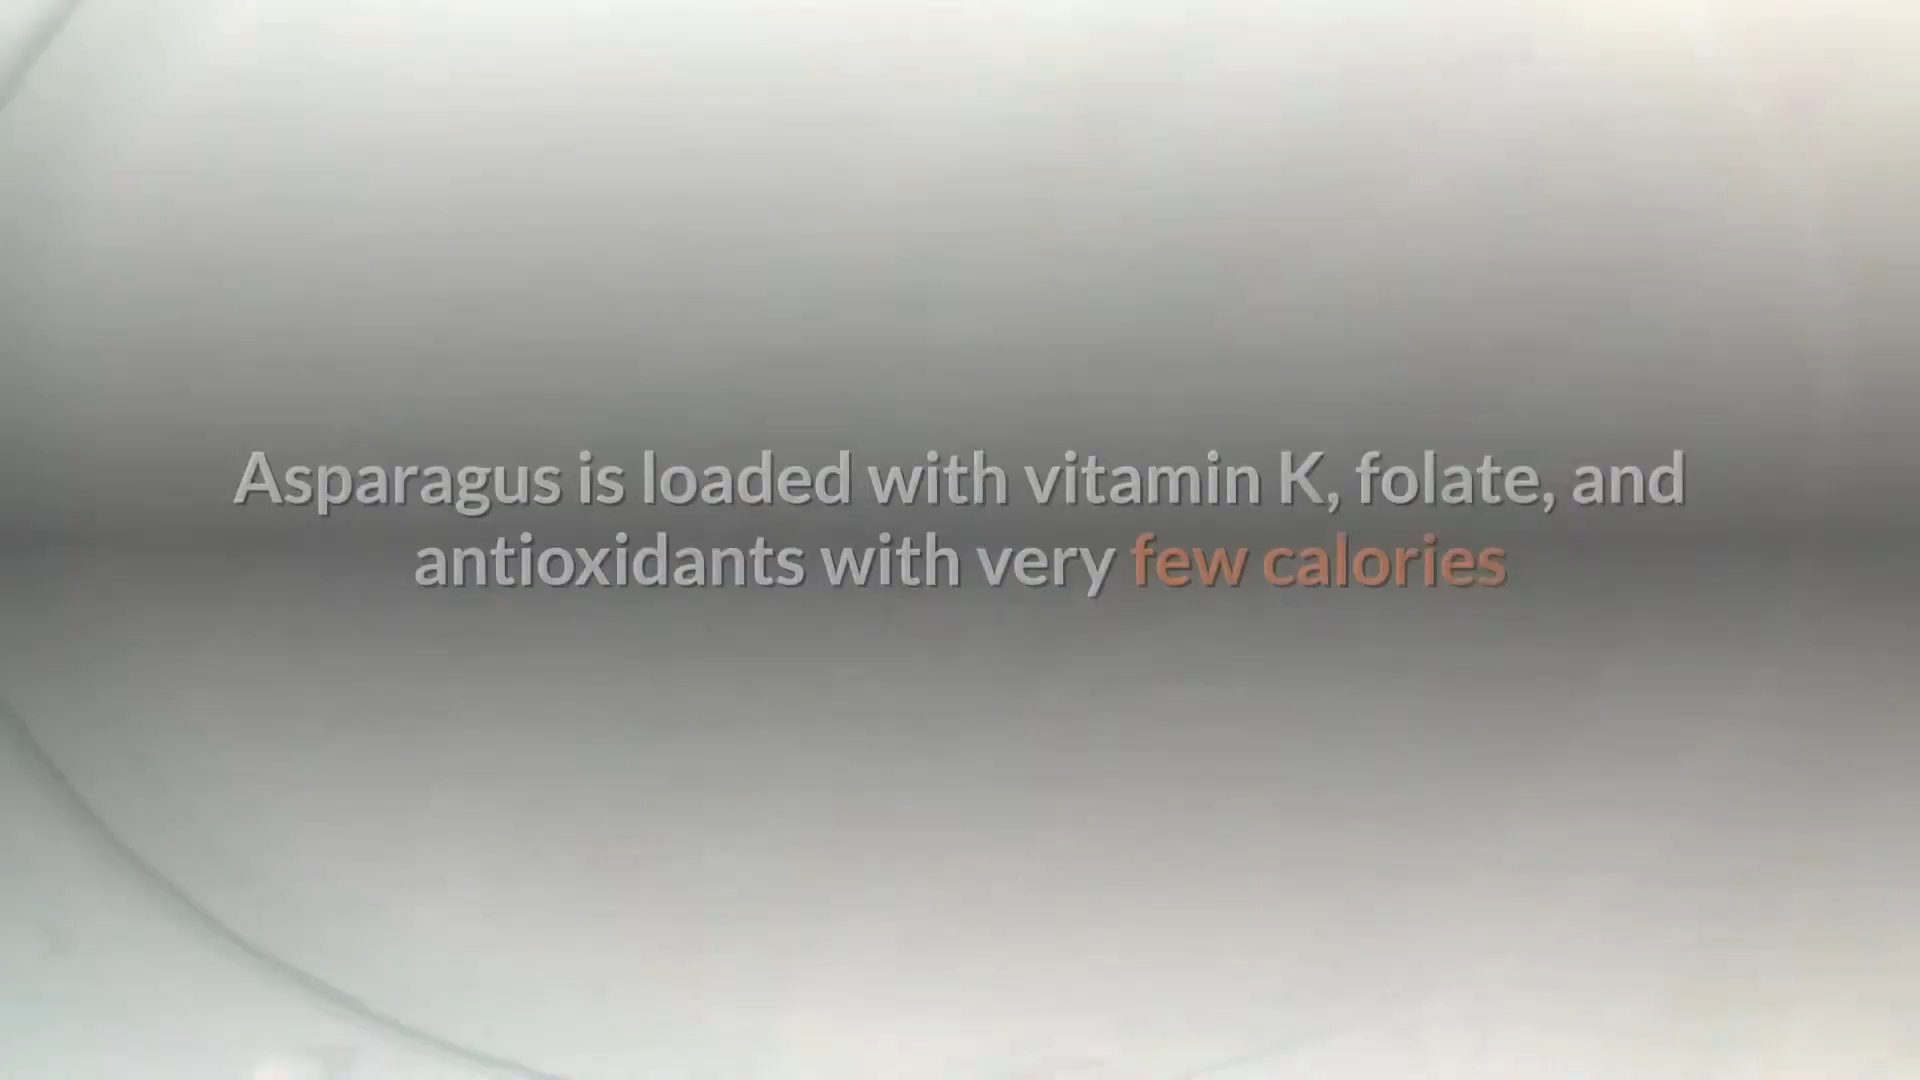 Asparagus is loaded with vitamin K, folate, and
antioxidants with very few calories